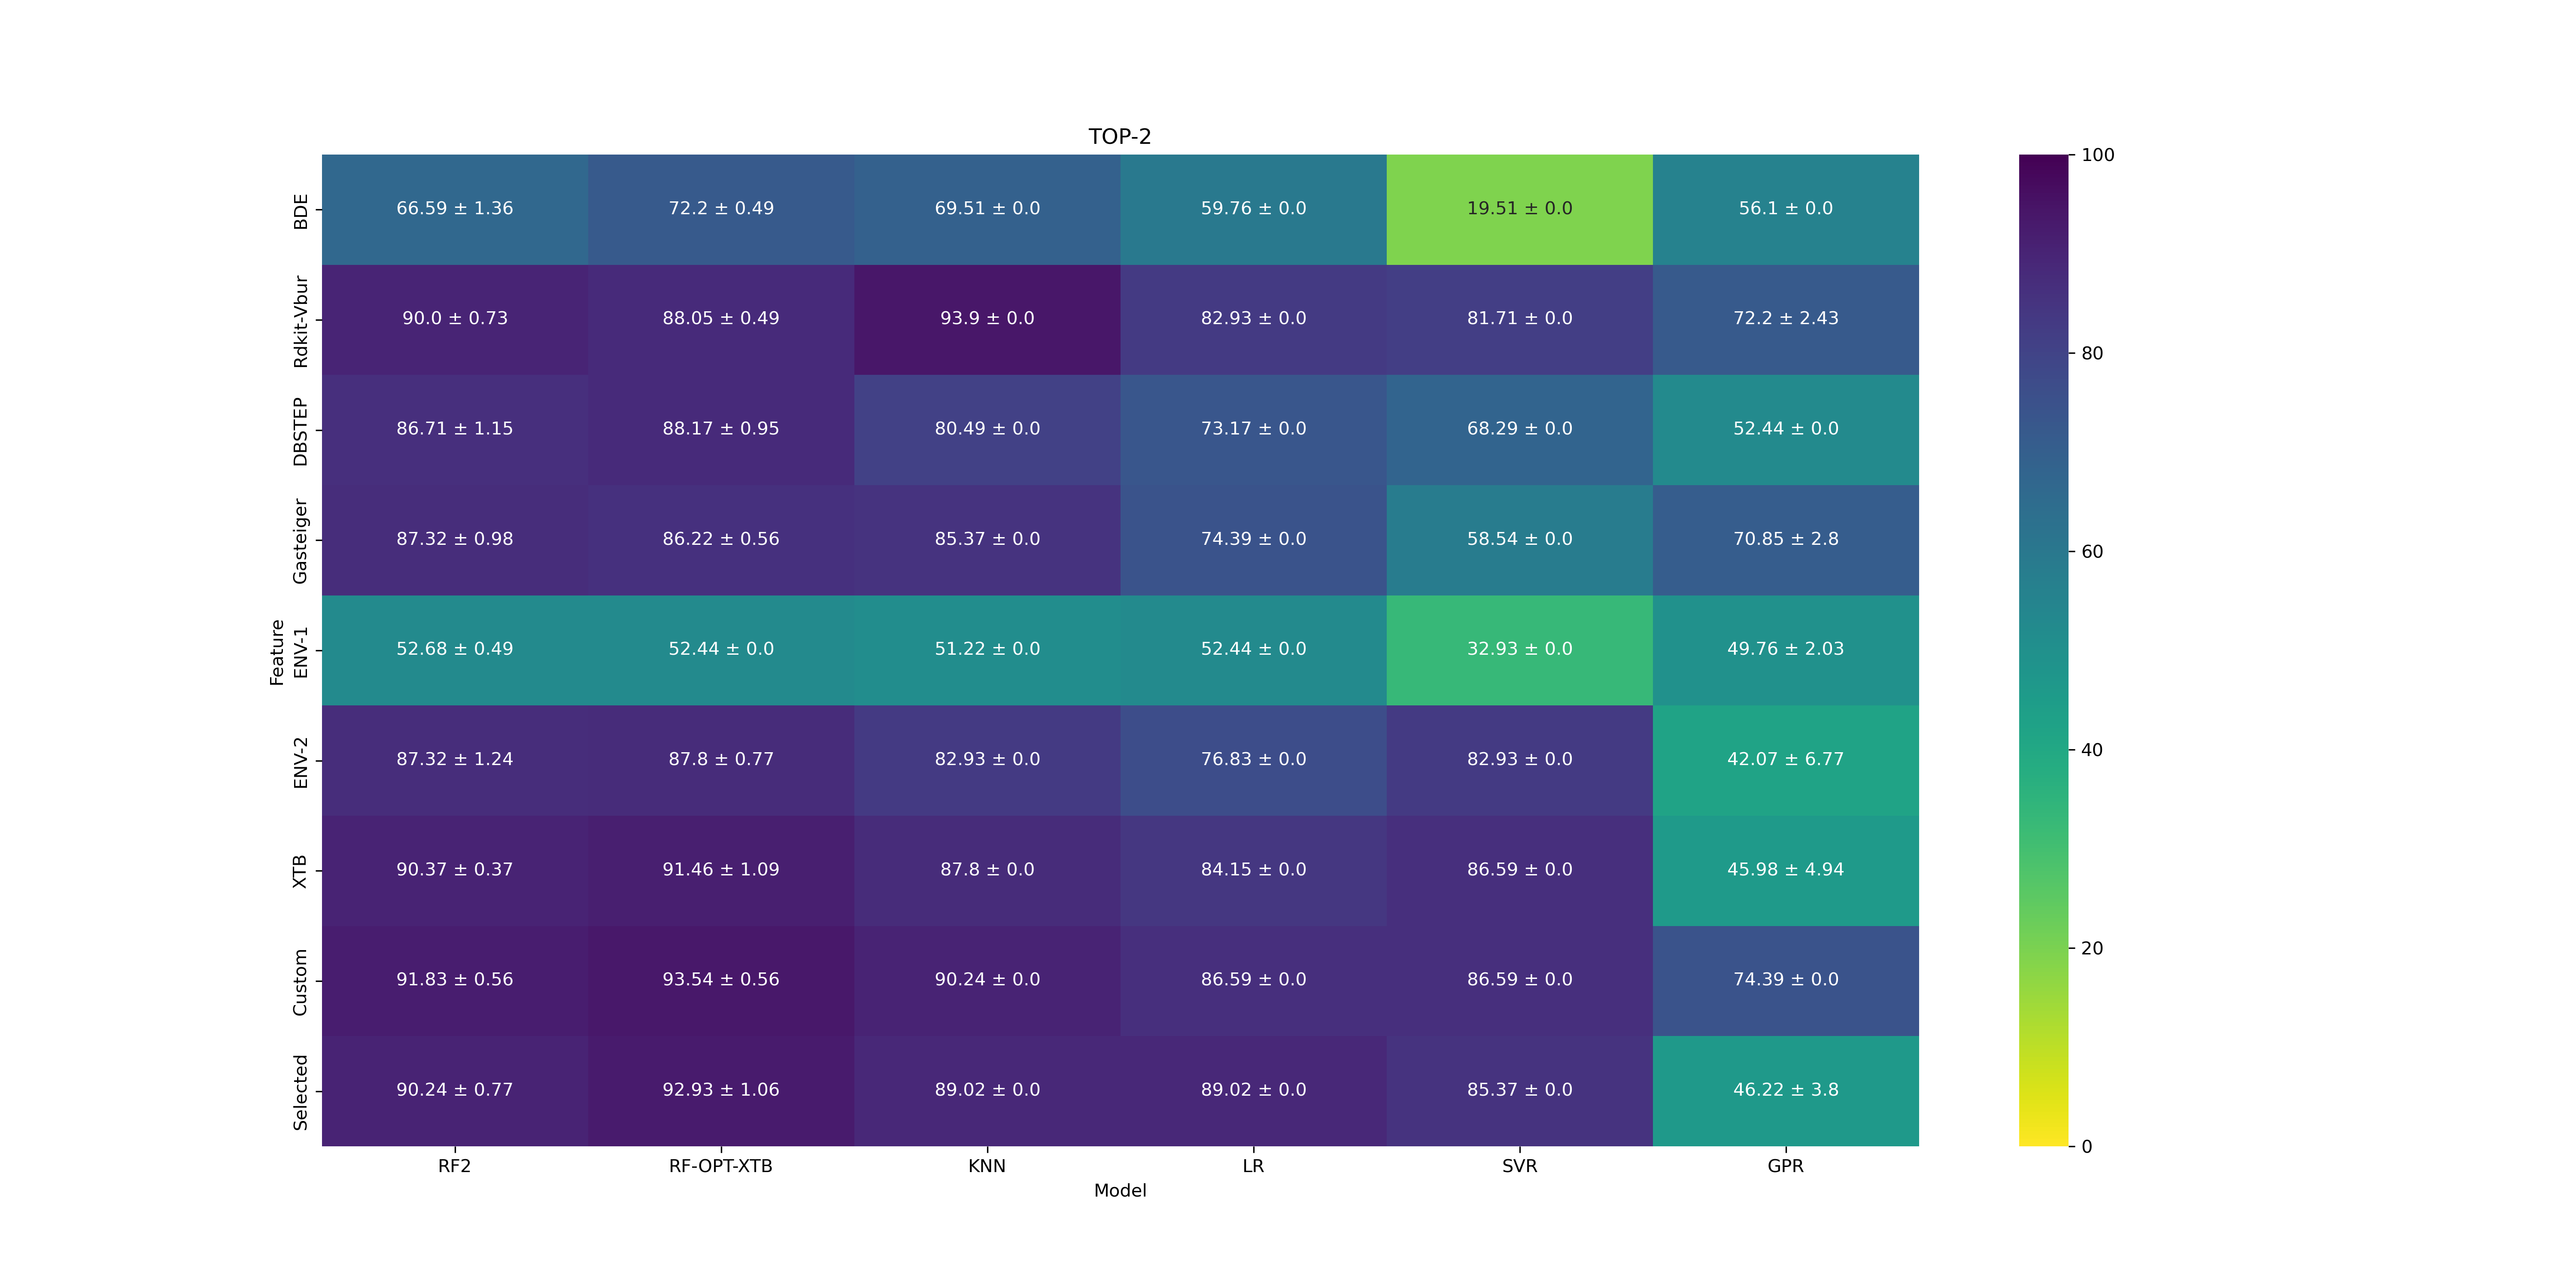 TOP-2
Feature
BDE
66.59 ± 1.36
72.2 ± 0.49
69.51 ± 0.0
59.76 ± 0.0
19.51 ± 0.0
56.1 ± 0.0
Rdkit-Vbur
90.0 ± 0.73
88.05 ± 0.49
93.9 ± 0.0
82.93 ± 0.0
81.71 ± 0.0
72.2 ± 2.43
DBSTEP
86.71 ± 1.15
88.17 ± 0.95
80.49 ± 0.0
73.17 ± 0.0
68.29 ± 0.0
52.44 ± 0.0
Gasteiger
87.32 ± 0.98
86.22 ± 0.56
85.37 ± 0.0
74.39 ± 0.0
58.54 ± 0.0
70.85 ± 2.8
ENV-1
52.68 ± 0.49
52.44 ± 0.0
51.22 ± 0.0
52.44 ± 0.0
32.93 ± 0.0
49.76 ± 2.03
ENV-2
87.32 ± 1.24
87.8 ± 0.77
82.93 ± 0.0
76.83 ± 0.0
82.93 ± 0.0
42.07 ± 6.77
XTB
90.37 ± 0.37
91.46 ± 1.09
87.8 ± 0.0
84.15 ± 0.0
86.59 ± 0.0
45.98 ± 4.94
Custom
91.83 ± 0.56
93.54 ± 0.56
90.24 ± 0.0
86.59 ± 0.0
86.59 ± 0.0
74.39 ± 0.0
Selected
90.24 ± 0.77
92.93 ± 1.06
89.02 ± 0.0
89.02 ± 0.0
85.37 ± 0.0
46.22 ± 3.8
RF2
RF-OPT-XTB
KNN
LR
SVR
GPR
Model
100
80
60
40
20
0